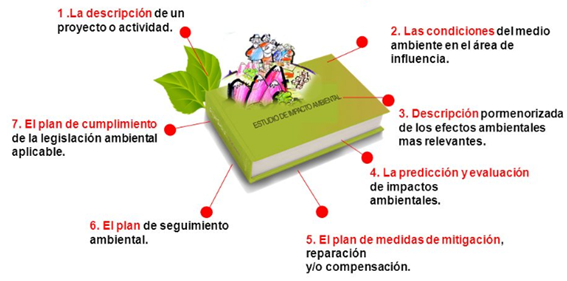 1 .La descripción de un
proyecto o actividad.
2. Las condiciones del medio
ambiente en el área de
influencia.
ESTUDIO DE IMPACTO AMBIENTAL
3. Descripción pormenorizada
de los efectos ambientales
mas relevantes.
7. El plan de cumplimiento
de la legislación ambiental
aplicable.
4. La predicción y evaluación
de impactos
ambientales.
6. El plan de seguimiento
ambiental.
5. El plan de medidas de mitigación,
reparación
y/o compensación.